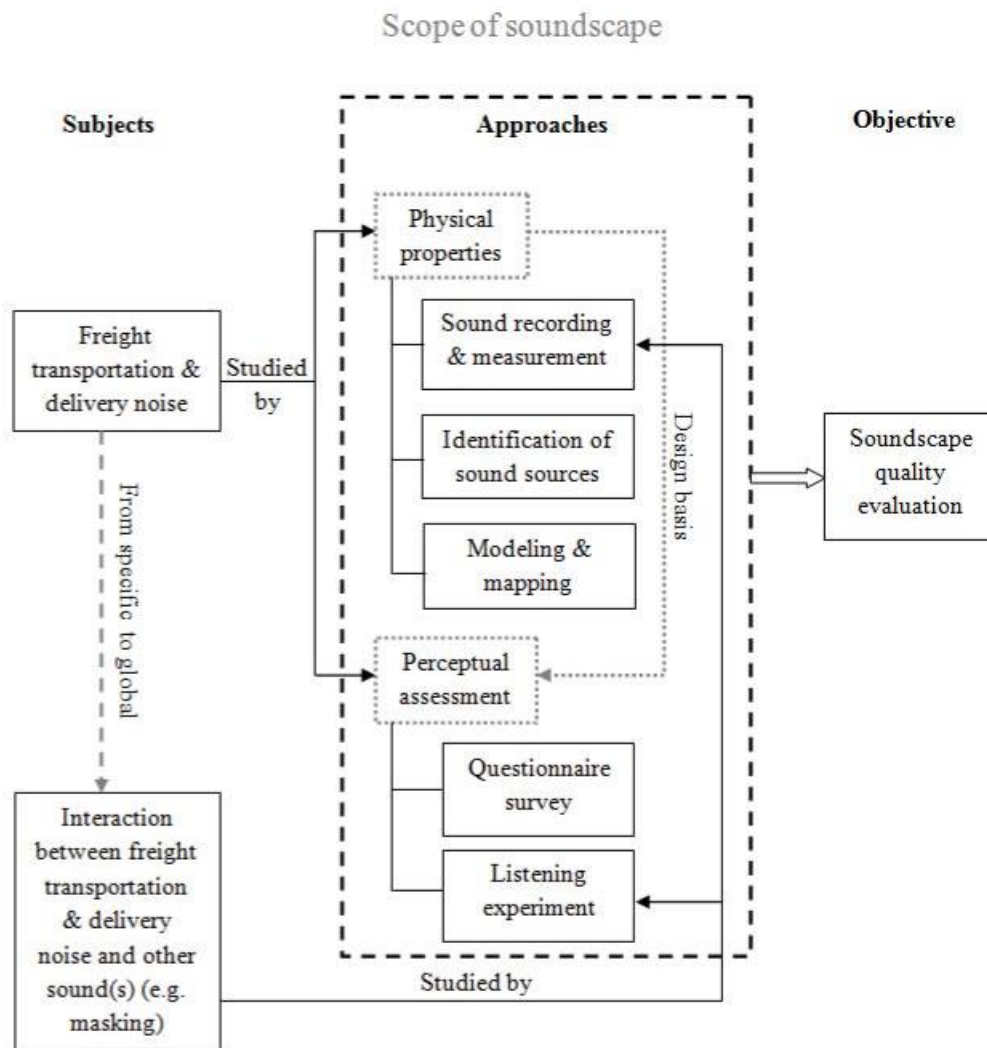 Scope of soundscape
Subjects
Approaches
Objective
Physical
properties
Sound recording
& measurement
Freight
transportation &
delivery noise
Studied
by
Identification of
sound sources
Design basis
Soundscape
quality
evaluation
From specific to global
Modeling &
mapping
Perceptual
assessment
Questionnaire
survey
Interaction
between freight
transportation
& delivery
noise and other
sound(s) (e.g.
masking)
Listening
experiment
Studied by